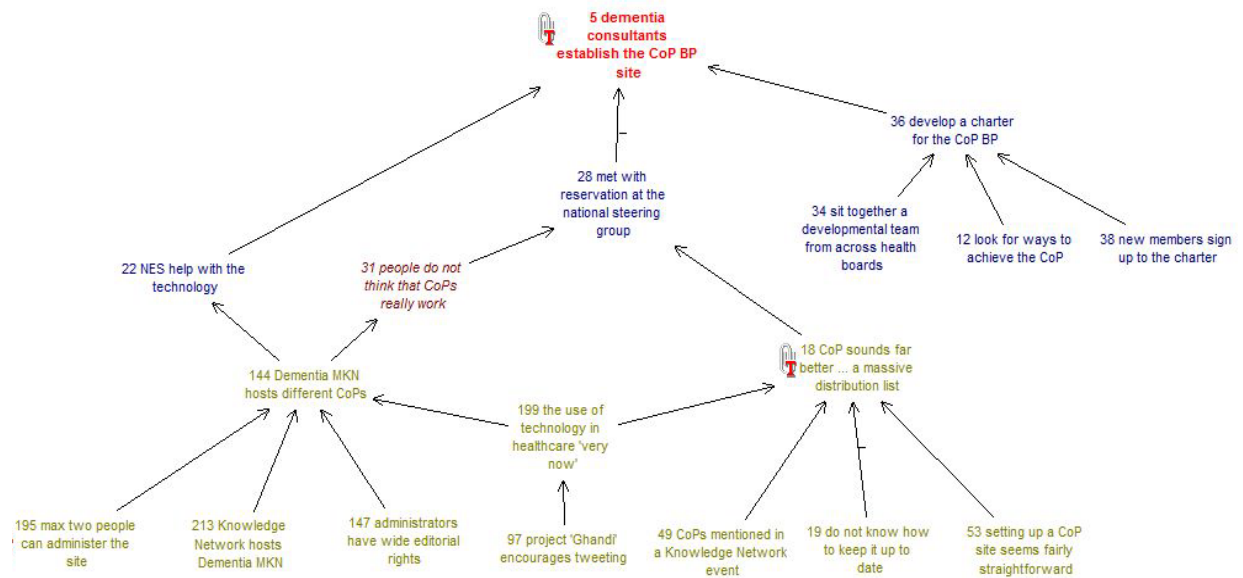 5 dementia
consultants
establish the CoP BP
site
T
36 develop a charter
for the CoP BP
28 met with
reservation at the
national steering
group
34 sit together a
developmental team
from across health
boards
12 look for ways to
achieve the CoP
38 new members sign
up to the charter
22 NES help with the
technology
31 people do not
think that CoPs
really work
18 CoP sounds far
better ... a massive
distribution list
T
144 Dementia MKN
hosts different CoPs
199 the use of
technology in
healthcare 'very
now'
195 max two people
can administer the
site
213 Knowledge
Network hosts
Dementia MKN
147 administrators
have wide editorial
rights
97 project 'Ghandi'
encourages tweeting
49 CoPs mentioned in
a Knowledge Network
event
19 do not know how
to keep it up to
date
53 setting up a CoP
site seems fairly
straightforward